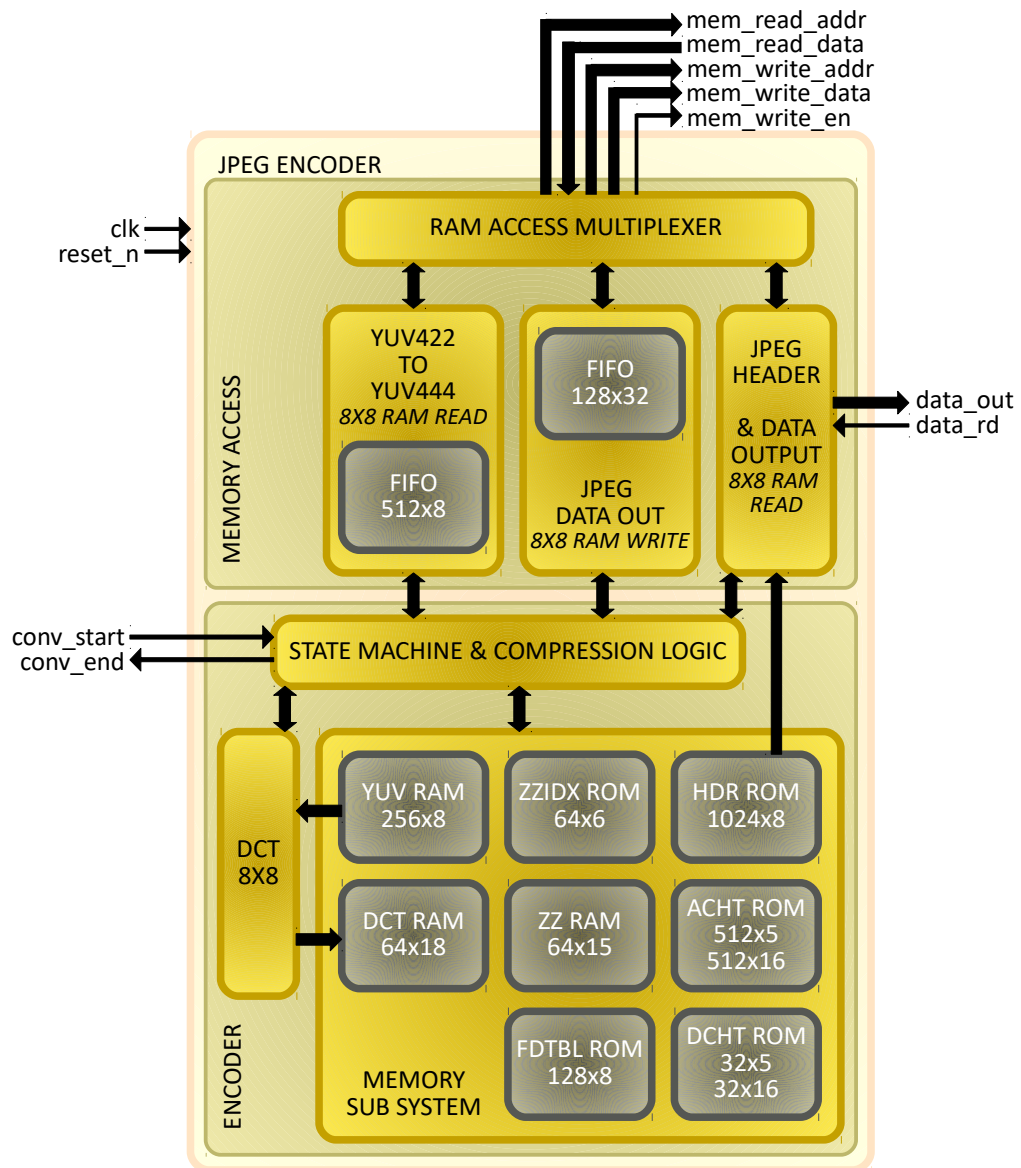 mem_read_addr
mem_read_data
mem_write_addr
mem_write_data
mem_write_en
JPEG ENCODER
clk
reset_n
RAM ACCESS MULTIPLEXER
MEMORY ACCESS
YUV422
TO
YUV444
8X8 RAM READ
FIFO
512x8
FIFO
128x32
JPEG
DATA OUT
8X8 RAM WRITE
JPEG
HEADER
& DATA
OUTPUT
8X8 RAM
READ
data_out
data_rd
conv_start
conv_end
STATE MACHINE & COMPRESSION LOGIC
ENCODER
DCT
8X8
YUV RAM
256x8
ZZIDX ROM
64x6
HDR ROM
1024x8
DCT RAM
64x18
ZZ RAM
64x15
ACHT ROM
512x5
512x16
MEMORY
SUB SYSTEM
FDTBL ROM
128x8
DCHT ROM
32x5
32x16